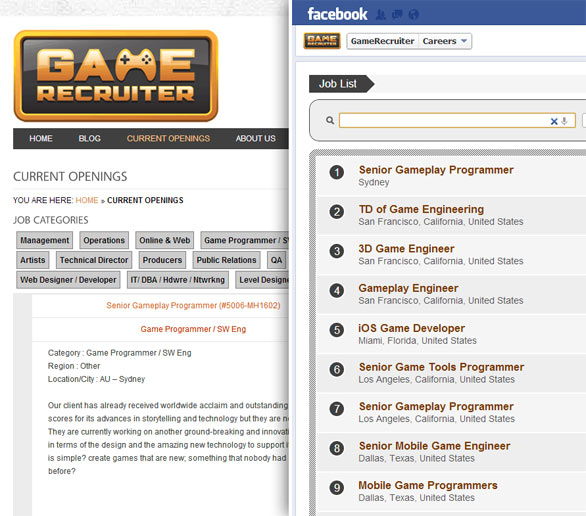 GAME
RECRUITER
HOME BLOG CURRENT OPENINGS ABOUT US
CURRENT OPENINGS
YOU ARE HERE: HOME » CURRENT OPENINGS
JOB CATEGORIES
Management Operations Online & Web Game Programmer / SW
Artists Technical Director Producers Public Relations QA
Web Designer / Developer IT/ DBA / Hdwre / Ntwrkng Level Designe
Senior Gameplay Programmer (#5006-MH1602)
Game Programmer / SW Eng
Category : Game Programmer / SW Eng
Region : Other
Location/City : AU – Sydney
Our client has already received worldwide acclaim and outstanding
scores for its advances in storytelling and technology but they are no
They are currently working on another ground-breaking and innovati
in terms of the design and the amazing new technology to support i
is simple? create games that are new; something that nobody had
before?
facebook
GAME RECRUITER GameRecruiter Careers
Job List
1 Senior Gameplay Programmer
Sydney
2 TD of Game Engineering
San Francisco, California, United States
3 3D Game Engineer
San Francisco, California, United States
4 Gameplay Engineer
San Francisco, California, United States
5 iOS Game Developer
Miami, Florida, United States
6 Senior Game Tools Programmer
Los Angeles, California, United States
7 Senior Gameplay Programmer
Los Angeles, California, United States
8 Senior Mobile Game Engineer
Dallas, Texas, United States
9 Mobile Game Programmers
Dallas, Texas, United States